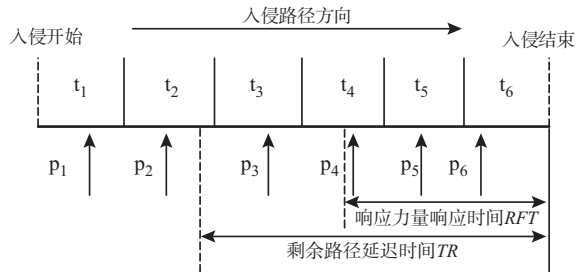 入侵路径方向
入侵开始 入侵结束
t1 t2 t3 t4 t5 t6
p1 p2 p3 p4 p5 p6
响应力量响应时间RFT
剩余路径延迟时间TR